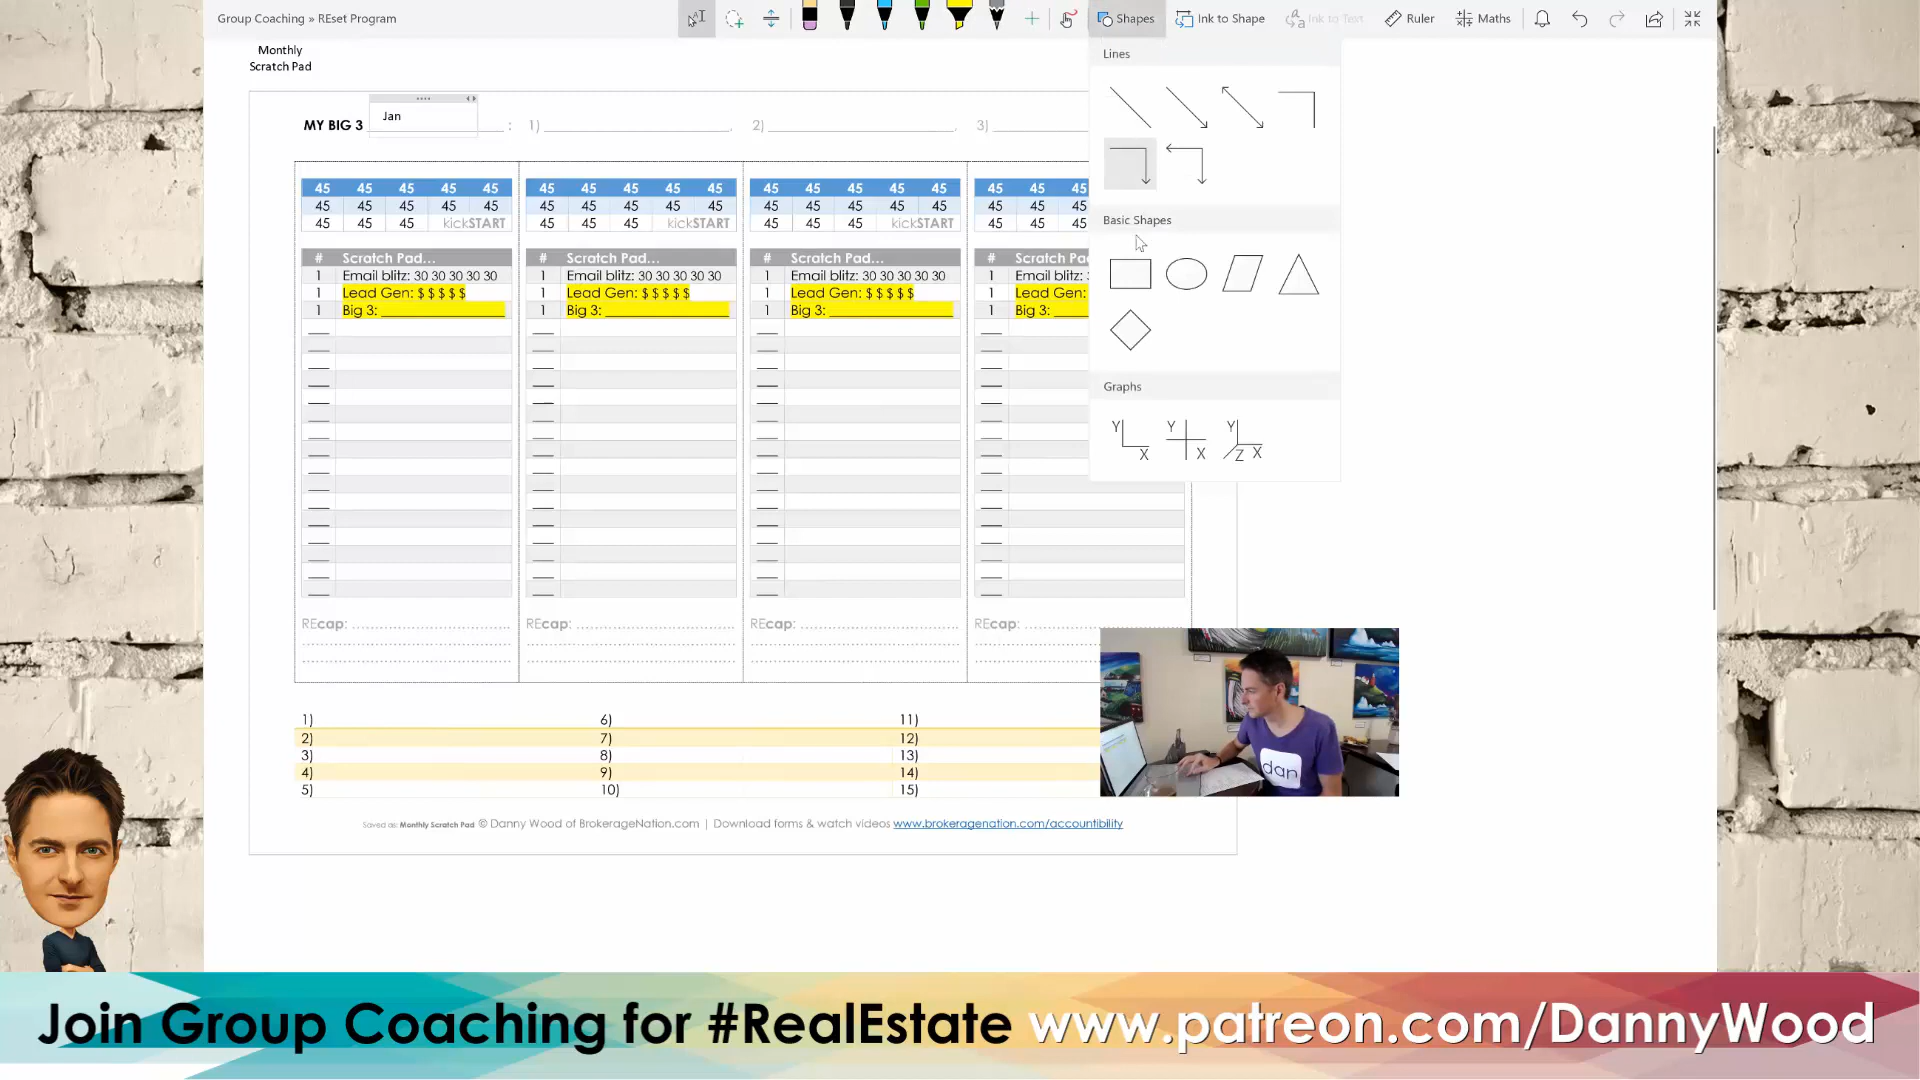 Group Coaching » REset Program
Shapes
Ink to Shape
Ink to Text
Ruler
Maths
Monthly
Scratch Pad
Lines
MY BIG 3 Jan : 1) . 2) . 3)
45 45 45 45 45 45 45 45 45 45 45 45 45 45 45 45 45 45
45 45 45 45 45 45 45 45 45 45 45 45 45 45 45 45 45 45
45 45 45 kickSTART 45 45 45 kickSTART 45 45 45 kickSTART 45 45 45
Basic Shapes
# Scratch Pad... # Scratch Pad... # Scratch Pad... # Scratch Pad
1 Email blitz: 30 30 30 30 30 1 Email blitz: 30 30 30 30 30 1 Email blitz: 30 30 30 30 30 1 Email blitz:
1 Lead Gen: $ $ $ $ $ 1 Lead Gen: $ $ $ $ $ 1 Lead Gen: $ $ $ $ $ 1 Lead Gen:
1 Big 3: 1 Big 3: 1 Big 3: 1 Big 3:
Graphs
Y X Y X Y Z X
REcap: REcap: REcap: REcap:
1) 6) 11)
2) 7) 12)
3) 8) 13)
4) 9) 14)
5) 10) 15)
dan
Saved as: Monthly Scratch Pad © Danny Wood of BrokerageNation.com | Download forms & watch videos www.brokeragenation.com/accountibility
Join Group Coaching for #RealEstate www.patreon.com/DannyWood